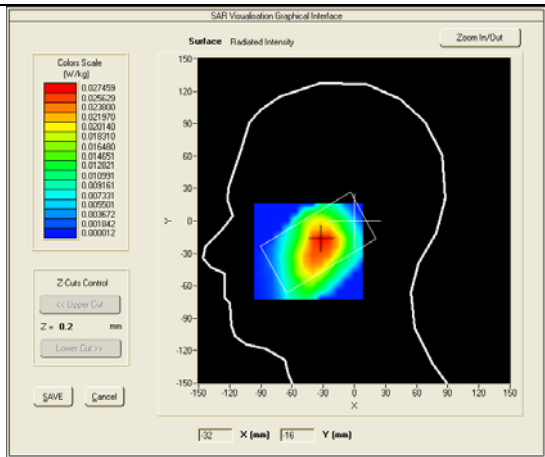 SAR Visualisation Graphical Interface
Surface Radiated Intensity
Zoom In/Out
Colors Scale
(W/kg)
0.027459
0.025629
0.023800
0.021970
0.020140
0.018310
0.016480
0.014651
0.012821
0.010991
0.009161
0.007331
0.005501
0.003672
0.001842
0.000012
Z Cuts Control
<< Upper Cut
Z = 0.2 mm
Lower Cut >>
SAVE
Cancel
150
120
90
60
30
0
-30
-60
-90
-120
-150
Y
-150 -120 -90 -60 -30 0 30 60 90 120 150
X
-32 X (mm) -16 Y (mm)